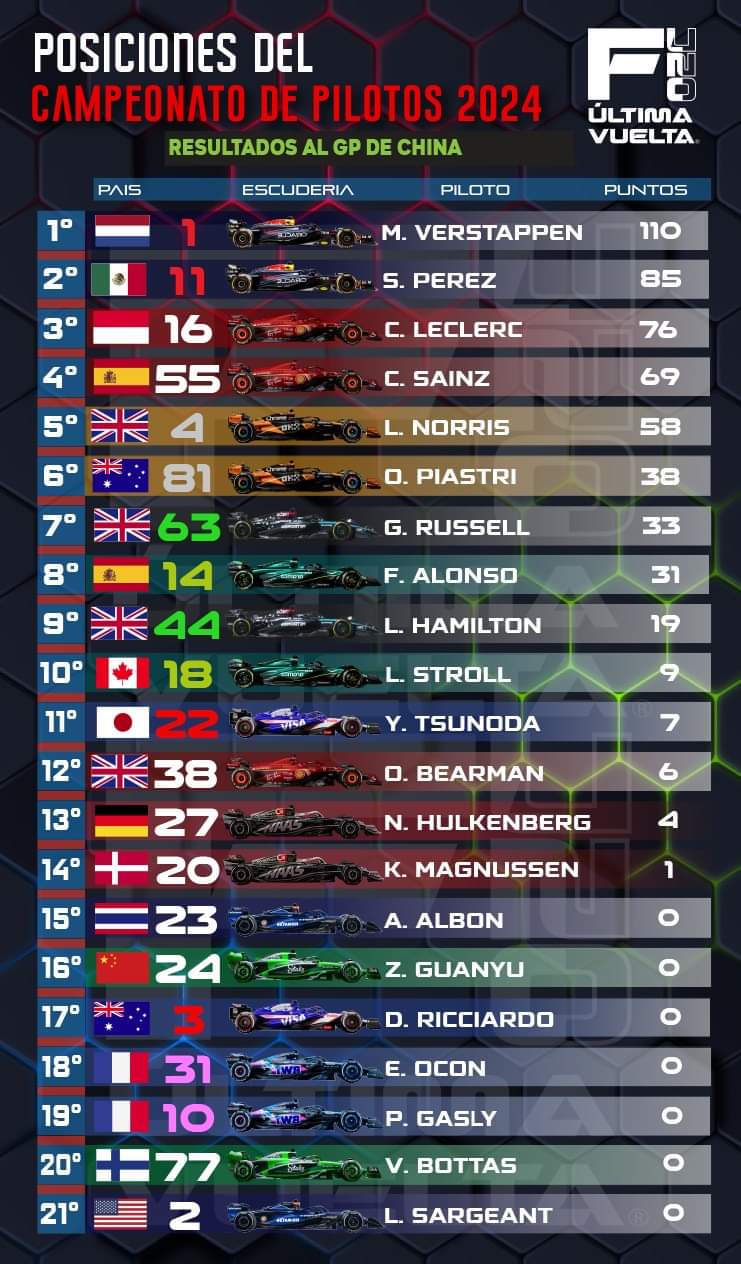 POSICIONES DEL
CAMPEONATO DE PILOTOS 2024
RESULTADOS AL GP DE CHINA
F1
ÚLTIMA
VUELTA®
PAIS ESCUDERIA PILOTO PUNTOS
1° 1 M. VERSTAPPEN 110
2° 11 S. PEREZ 85
3° 16 C. LECLERC 76
4° 55 C. SAINZ 69
5° 4 L. NORRIS 58
6° 81 O. PIASTRI 38
7° 63 G. RUSSELL 33
8° 14 F. ALONSO 31
9° 44 L. HAMILTON 19
10° 18 L. STROLL 9
11° 22 VISA Y. TSUNODA 7
12° 38 O. BEARMAN 6
13° 27 HAAS N. HULKENBERG 4
14° 20 HAAS K. MAGNUSSEN 1
15° 23 A. ALBON 0
16° 24 Z. GUANYU 0
17° 3 VISA D. RICCIARDO 0
18° 31 E. OCON 0
19° 10 P. GASLY 0
20° 77 V. BOTTAS 0
21° 2 L. SARGEANT 0